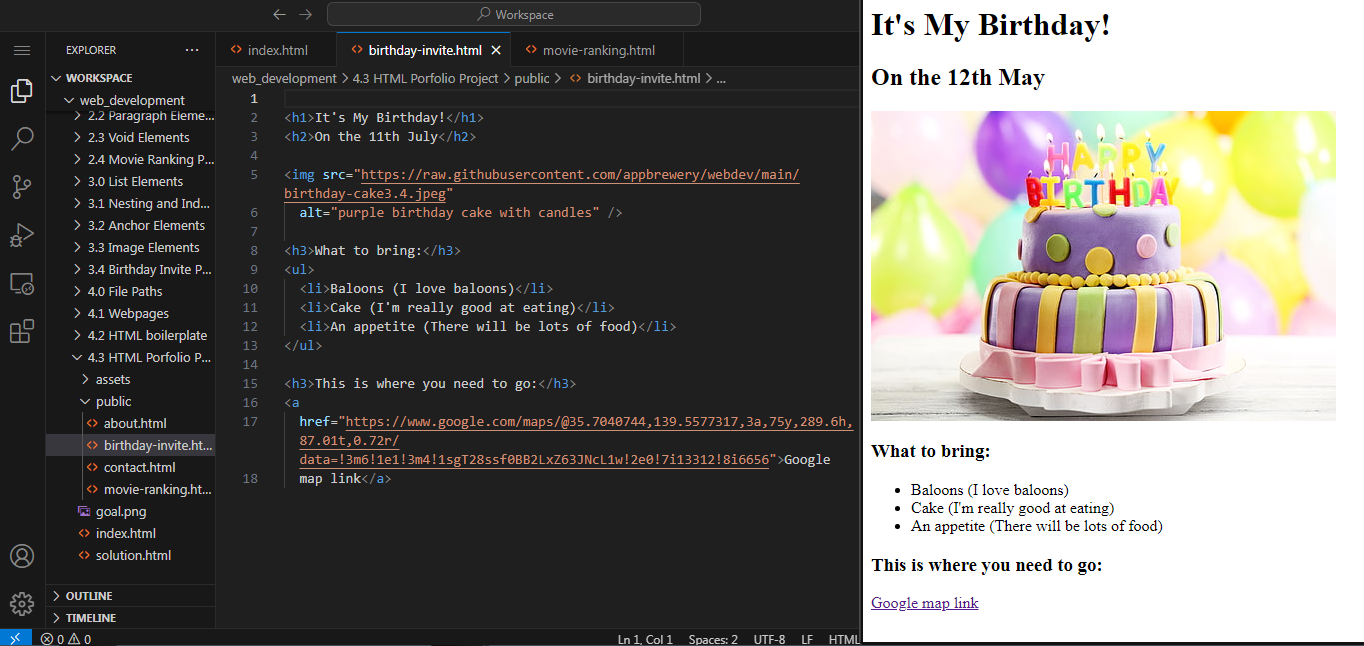 Workspace
EXPLORER
WORKSPACE
web_development
2.2 Paragraph Eleme...
2.3 Void Elements
2.4 Movie Ranking P...
3.0 List Elements
3.1 Nesting and Ind...
3.2 Anchor Elements
3.3 Image Elements
3.4 Birthday Invite P...
4.0 File Paths
4.1 Webpages
4.2 HTML boilerplate
4.3 HTML Porfolio P...
assets
public
about.html
birthday-invite.ht...
contact.html
movie-ranking.ht...
goal.png
index.html
solution.html
OUTLINE
TIMELINE
index.html
birthday-invite.html
movie-ranking.html
web_development > 4.3 HTML Porfolio Project > public > birthday-invite.html > ...
1
2 <h1>It's My Birthday!</h1>
3 <h2>On the 11th July</h2>
4
5 <img src="https://raw.githubusercontent.com/appbrewery/webdev/main/
birthday-cake3.4.jpeg"
6 alt="purple birthday cake with candles" />
7
8 <h3>What to bring:</h3>
9 <ul>
10 <li>Baloons (I love baloons)</li>
11 <li>Cake (I'm really good at eating)</li>
12 <li>An appetite (There will be lots of food)</li>
13 </ul>
14
15 <h3>This is where you need to go:</h3>
16 <a
17 href="https://www.google.com/maps/@35.7040744,139.5577317,3a,75y,289.6h,
87.01t,0.72r/
data=!3m6!1e1!3m4!1sgT28ssf0BB2LxZ63JNcL1w!2e0!7i13312!8i6656">Google
18 map link</a>
0 0
Ln 1, Col 1 Spaces: 2 UTF-8 LF HTML
It's My Birthday!
On the 12th May
HAPPY
BIRTHDAY
What to bring:
• Baloons (I love baloons)
• Cake (I'm really good at eating)
• An appetite (There will be lots of food)
This is where you need to go:
Google map link